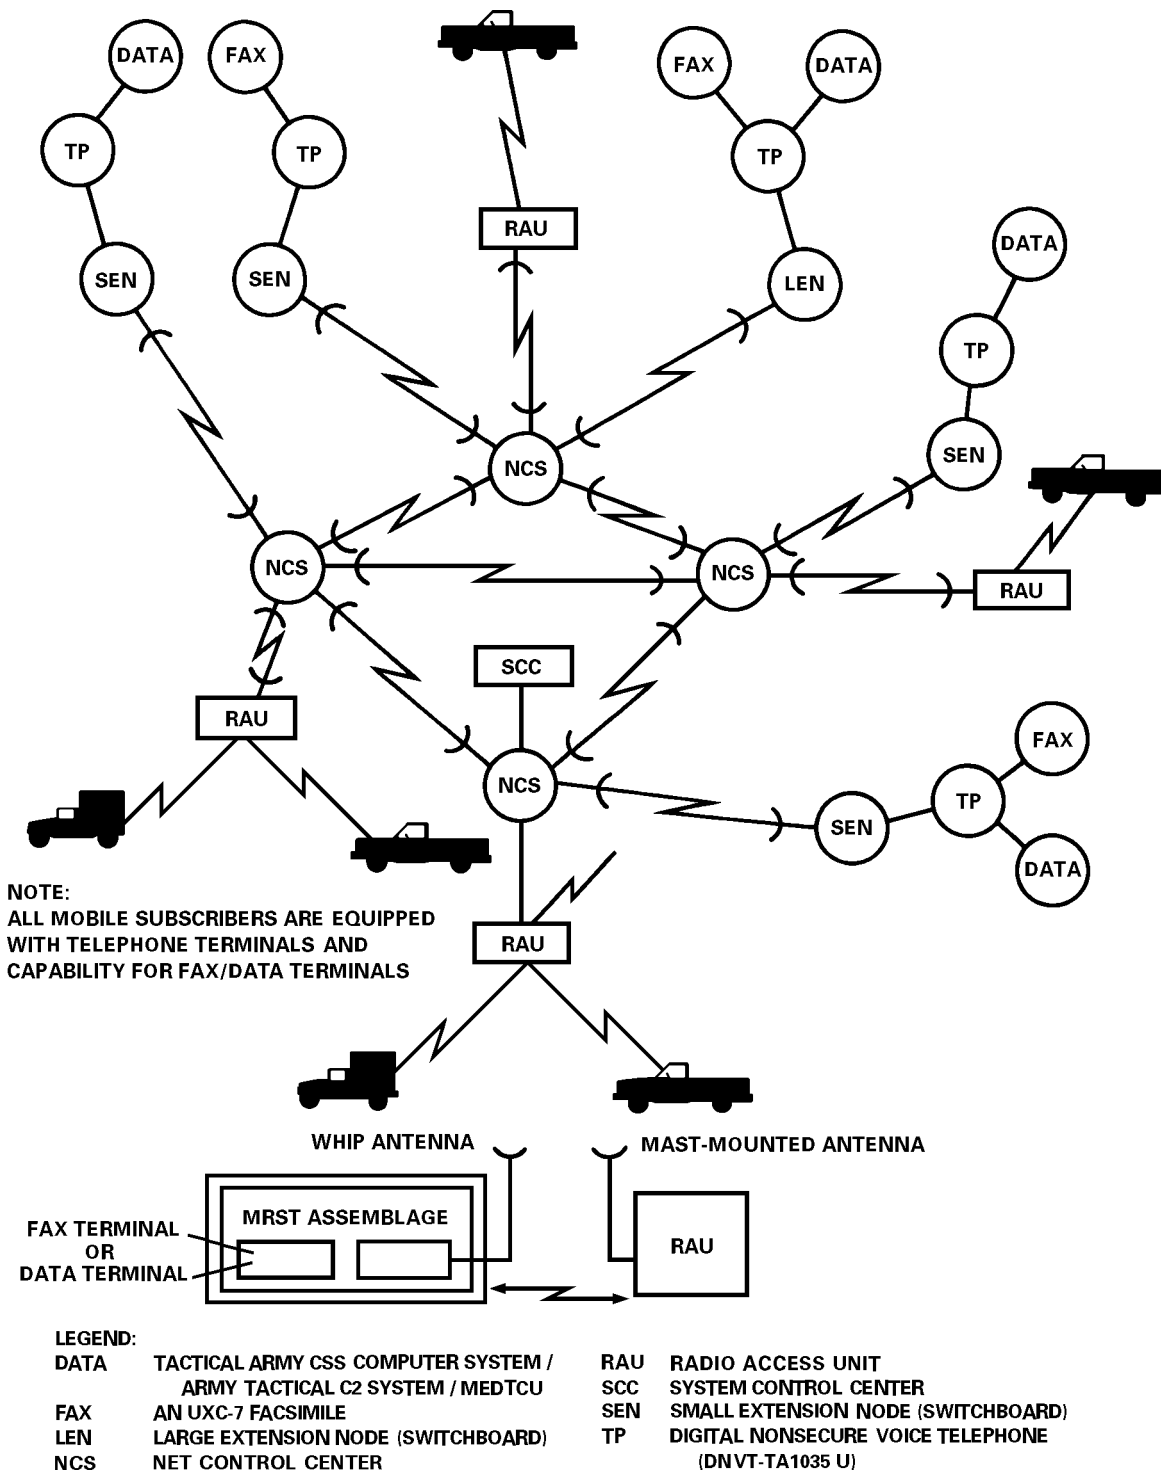 DATA
FAX
FAX
DATA
TP
TP
TP
RAU
DATA
SEN
SEN
LEN
TP
NCS
SEN
NCS
NCS
RAU
SCC
RAU
NCS
FAX
TP
SEN
DATA
NOTE:
ALL MOBILE SUBSCRIBERS ARE EQUIPPED
WITH TELEPHONE TERMINALS AND
CAPABILITY FOR FAX/DATA TERMINALS
RAU
WHIP ANTENNA
MAST-MOUNTED ANTENNA
MRST ASSEMBLAGE
FAX TERMINAL
OR
DATA TERMINAL
RAU
LEGEND:
DATA TACTICAL ARMY CSS COMPUTER SYSTEM /
ARMY TACTICAL C2 SYSTEM / MEDTCU
FAX AN UXC-7 FACSIMILE
LEN LARGE EXTENSION NODE (SWITCHBOARD)
NCS NET CONTROL CENTER
RAU RADIO ACCESS UNIT
SCC SYSTEM CONTROL CENTER
SEN SMALL EXTENSION NODE (SWITCHBOARD)
TP DIGITAL NONSECURE VOICE TELEPHONE
(DNVT-TA1035 U)